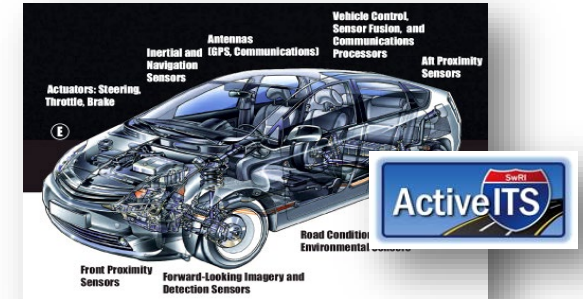 Vehicle Control,
Sensor Fusion, and
Communications
Processors
Antennas
(GPS, Communications)
Inertial and
Navigation
Sensors
Aft Proximity
Sensors
Actuators: Steering,
Throttle, Brake
E
SwRI
ActiveITS
Road Condition
Environmental Sensors
Front Proximity
Sensors
Forward-Looking Imagery and
Detection Sensors